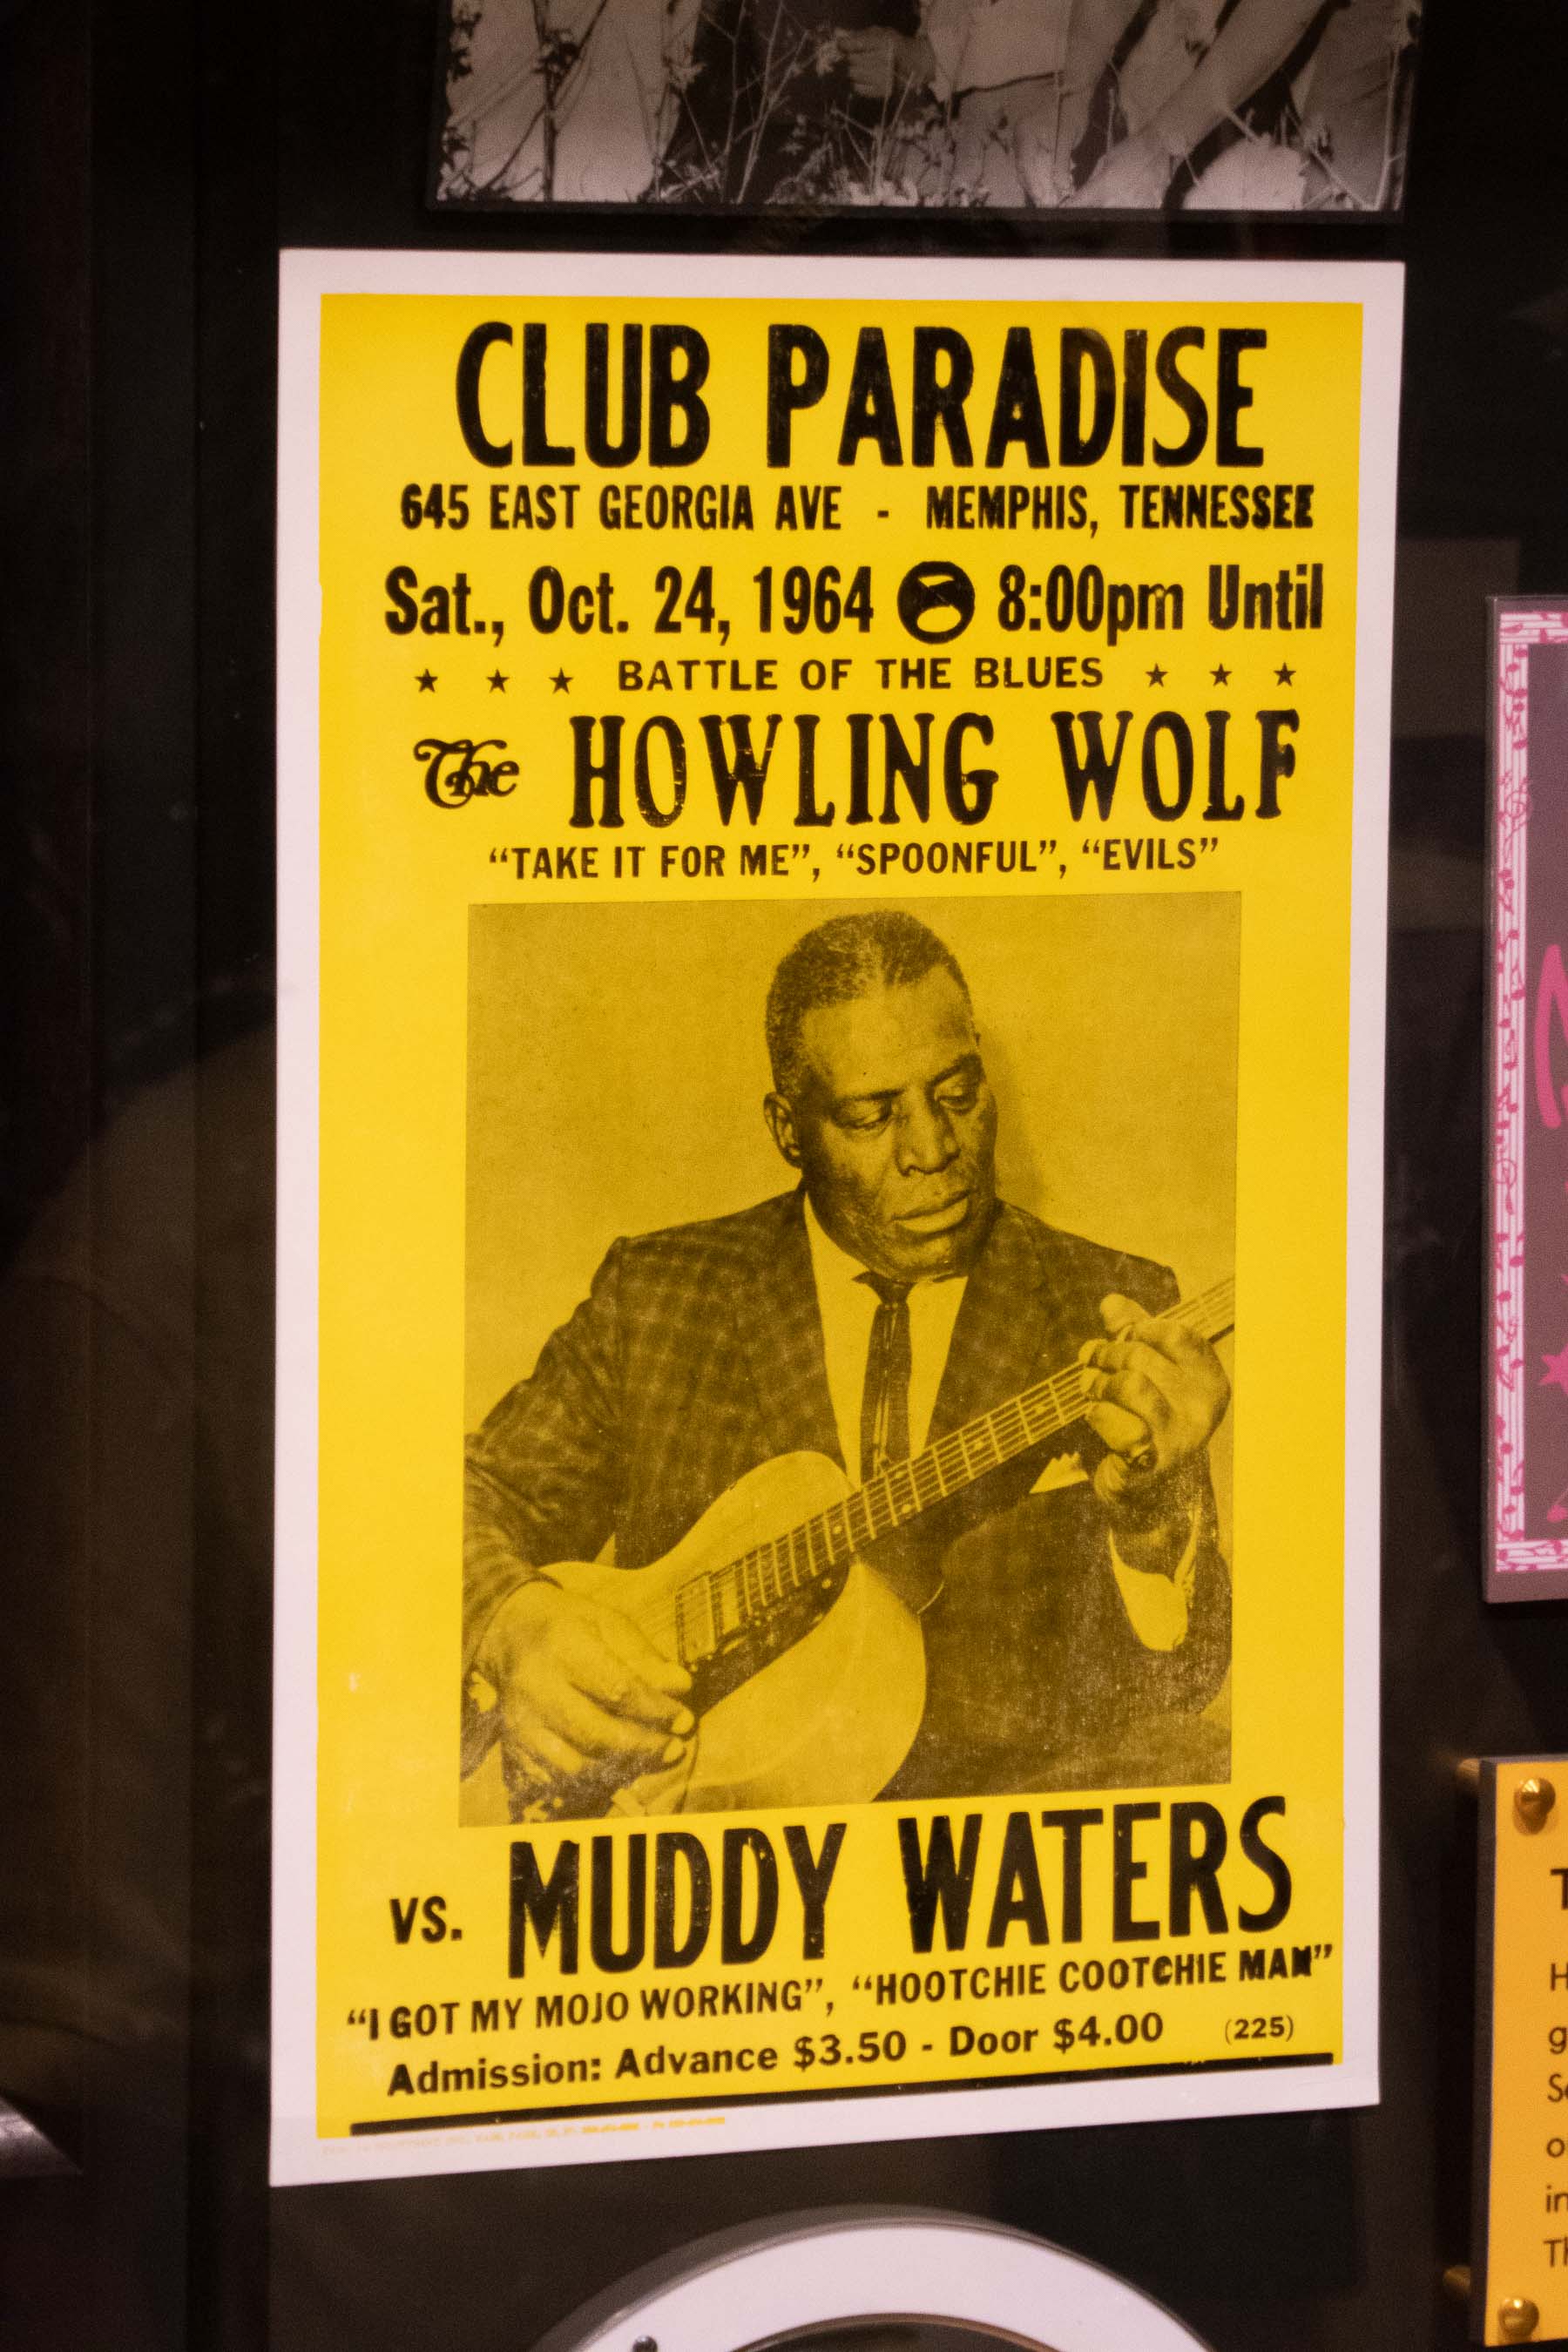 CLUB PARADISE
645 EAST GEORGIA AVE - MEMPHIS, TENNESSEE
Sat., Oct. 24, 1964 8:00pm Until
★ ★ ★ BATTLE OF THE BLUES ★ ★ ★
The HOWLING WOLF
“TAKE IT FOR ME”, “SPOONFUL”, “EVILS”
VS. MUDDY WATERS
“I GOT MY MOJO WORKING”, “HOOTCHIE COOTCHIE MAN”
Admission: Advance $3.50 - Door $4.00 (225)